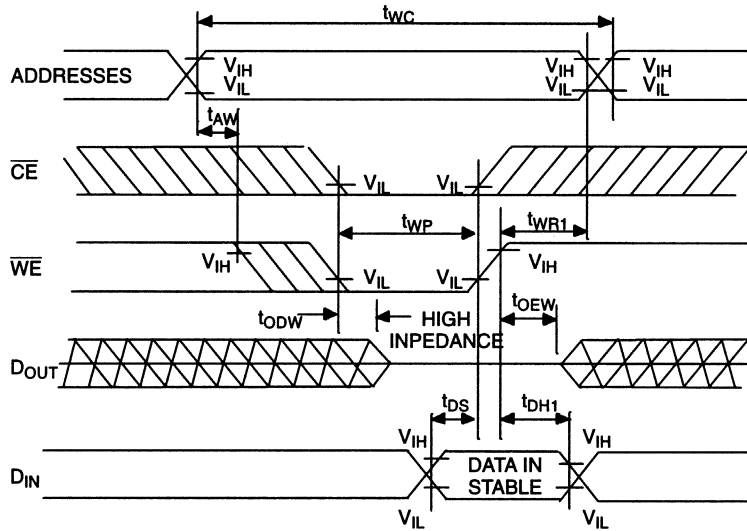 tWC
ADDRESSES
VIH
VIL
VIH
VIL
VIH
VIL
tAW
CE
VIL
VIL
tWP
tWR1
WE
VIH
VIL
VIL
VIH
tODW
HIGH
INPEDANCE
tOEW
DOUT
tDS
tDH1
VIH
VIH
DIN
DATA IN
STABLE
VIL
VIL